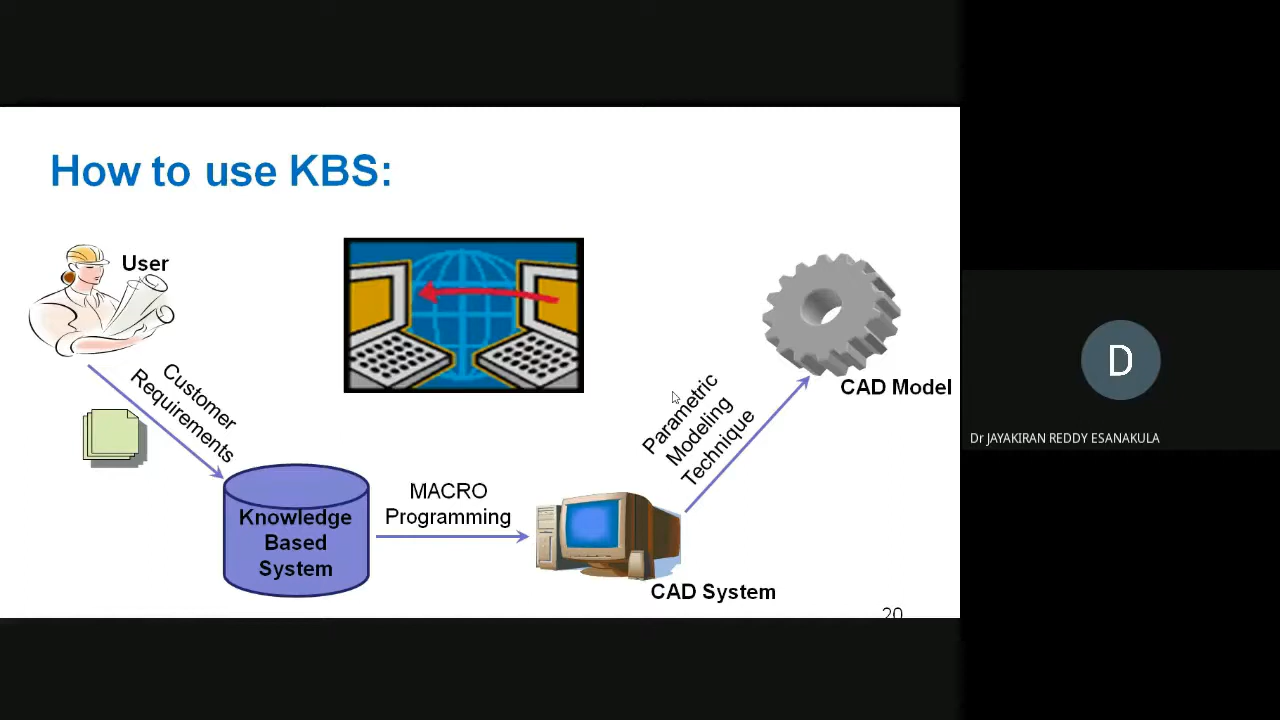 How to use KBS:
User
Customer
Requirements
Knowledge
Based
System
MACRO
Programming
CAD System
Parametric
Modeling
Technique
CAD Model
20
D
Dr JAYAKIRAN REDDY ESANAKULA